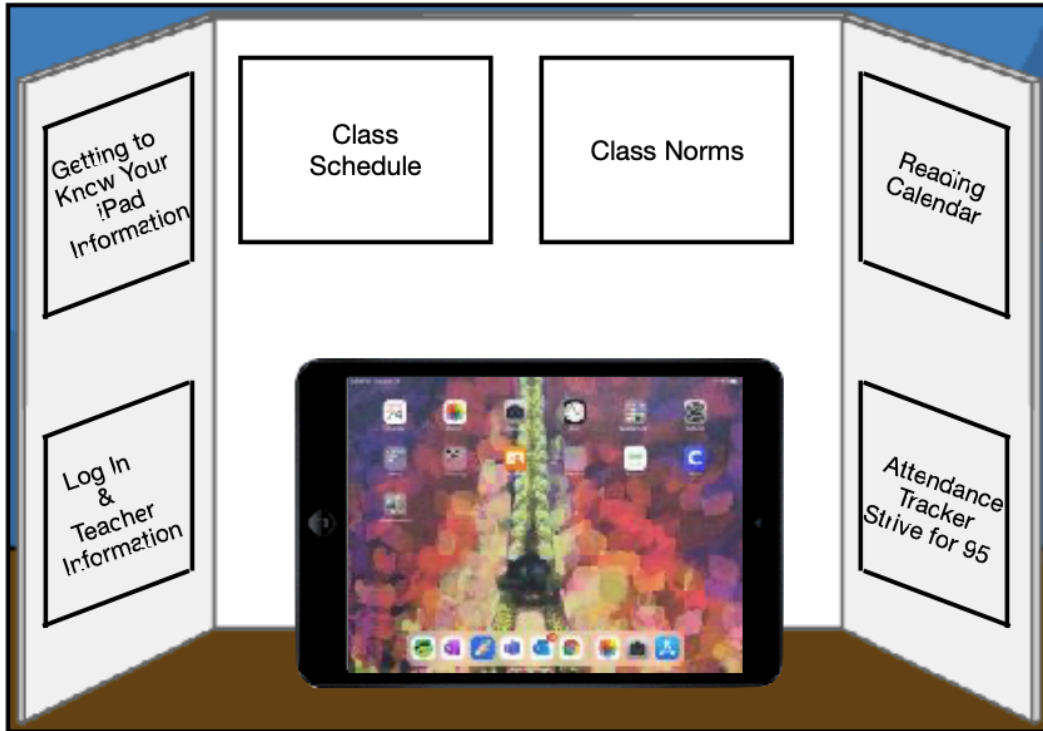 Getting to
Know Your
iPad
Information
Log In
&
Teacher
Information
Class
Schedule
Class Norms
Reading
Calendar
Attendance
Tracker
Strive for 95
24